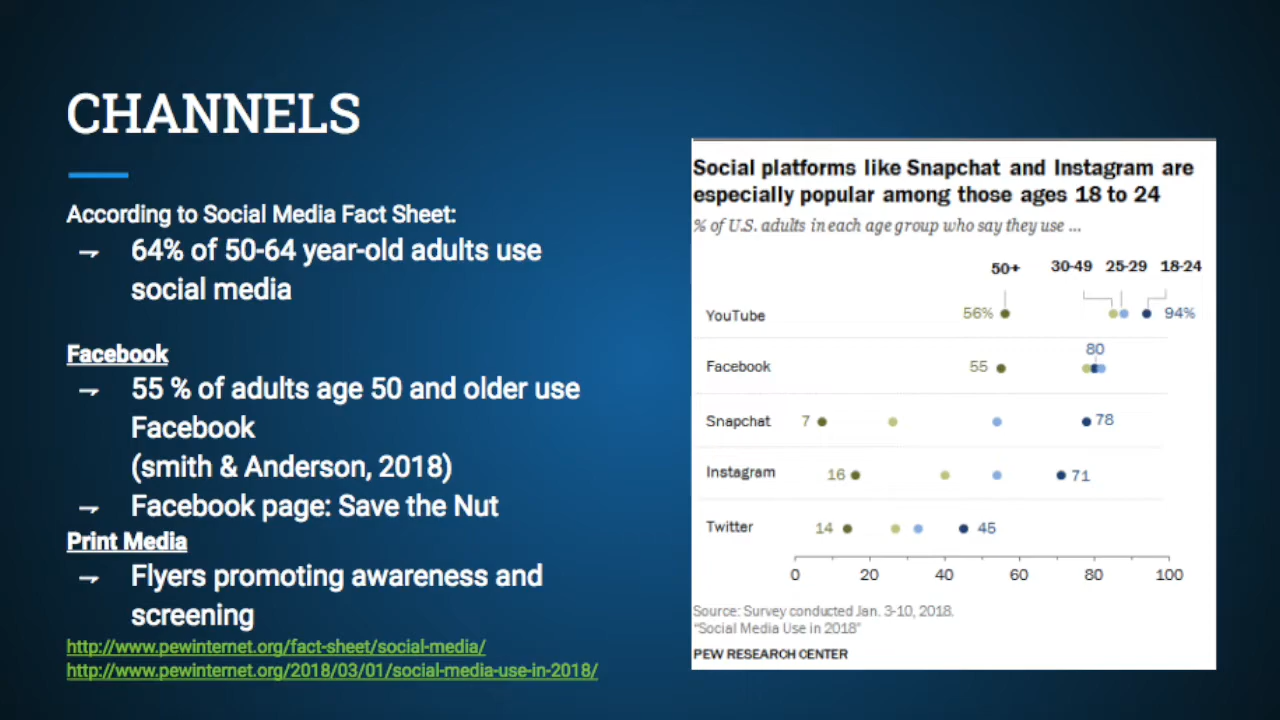 CHANNELS
According to Social Media Fact Sheet:
64% of 50-64 year-old adults use
social media
Facebook
55 % of adults age 50 and older use
Facebook
(smith & Anderson, 2018)
Facebook page: Save the Nut
Print Media
Flyers promoting awareness and
screening
http://www.pewinternet.org/fact-sheet/social-media/
http://www.pewinternet.org/2018/03/01/social-media-use-in-2018/
Social platforms like Snapchat and Instagram are
especially popular among those ages 18 to 24
% of U.S. adults in each age group who say they use ...
50+ 30-49 25-29 18-24
YouTube 56% 94%
80
Facebook 55
Snapchat 7 78
Instagram 16 71
Twitter 14 45
0 20 40 60 80 100
Source: Survey conducted Jan. 3-10, 2018.
"Social Media Use in 2018"
PEW RESEARCH CENTER